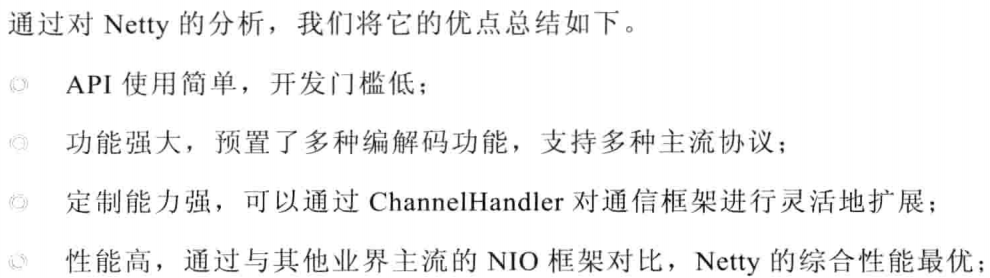 通过对 Netty 的分析，我们将它的优点总结如下。
API 使用简单，开发门槛低；
功能强大，预置了多种编解码功能，支持多种主流协议；
定制能力强，可以通过 ChannelHandler 对通信框架进行灵活地扩展；
性能高，通过与其他业界主流的 NIO 框架对比，Netty 的综合性能最优；